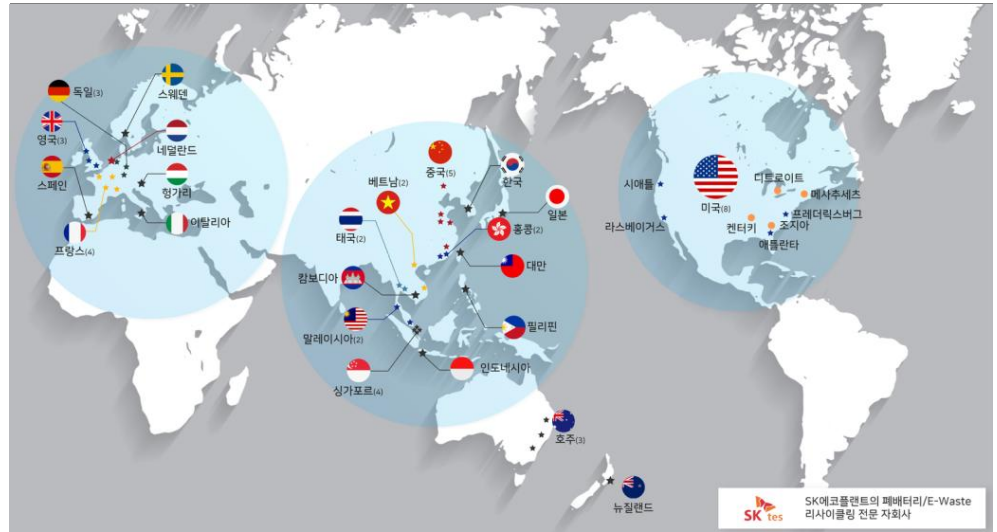 독일(3)
스웨덴
영국(3)
네덜란드
스페인
헝가리
이탈리아
프랑스(4)
중국(5)
한국
베트남(2)
일본
태국(2)
홍콩(2)
캄보디아
대만
말레이시아(2)
필리핀
싱가포르(4)
인도네시아
호주(3)
뉴질랜드
시애틀
디트로이트
미국(8)
메사추세츠
라스베이거스
프레더릭스버그
켄터키
조지아
애틀란타
SK tes
SK에코플랜트의 폐배터리/E-Waste
리사이클링 전문 자회사